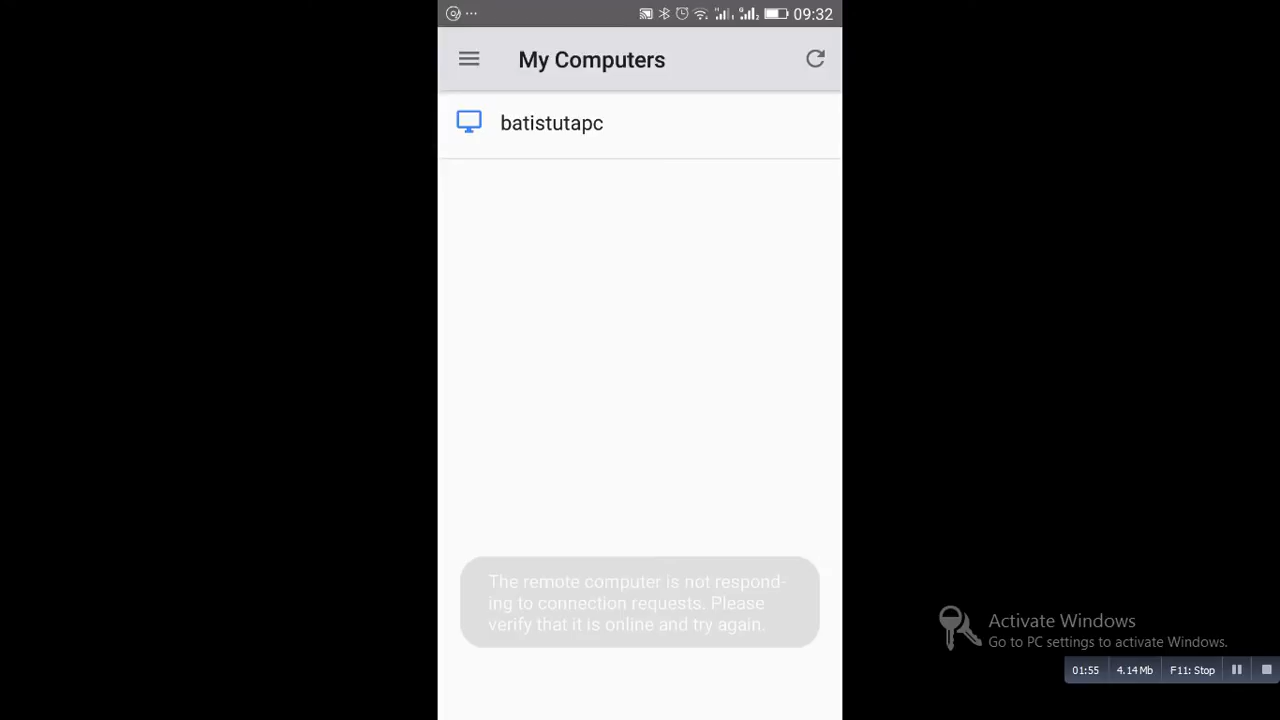 09:32
My Computers
batistutapc
The remote computer is not respond-
ing to connection requests. Please
verify that it is online and try again.
Activate Windows
Go to PC settings to activate Windows.
01:55 4.14 Mb F11: Stop